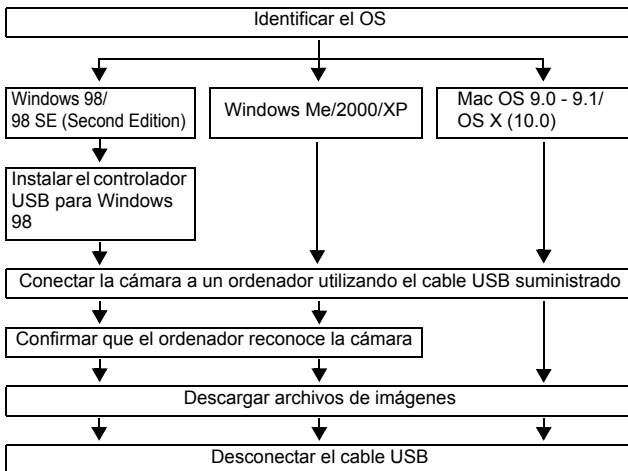 Identificar el OS
Windows 98/
98 SE (Second Edition)
Windows Me/2000/XP
Mac OS 9.0 - 9.1/
OS X (10.0)
Instalar el controlador
USB para Windows
98
Conectar la cámara a un ordenador utilizando el cable USB suministrado
Confirmar que el ordenador reconoce la cámara
Descargar archivos de imágenes
Desconectar el cable USB